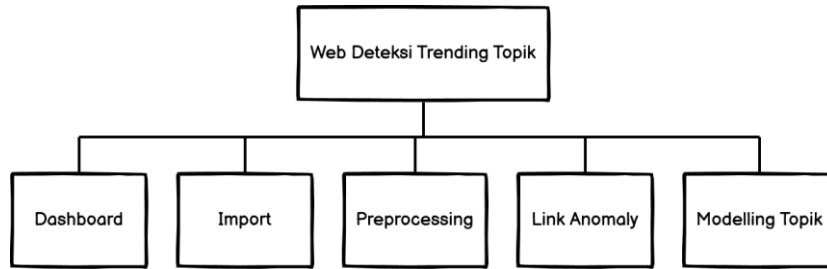 Web Deteksi Trending Topik
Dashboard
Import
Preprocessing
Link Anomaly
Modelling Topik